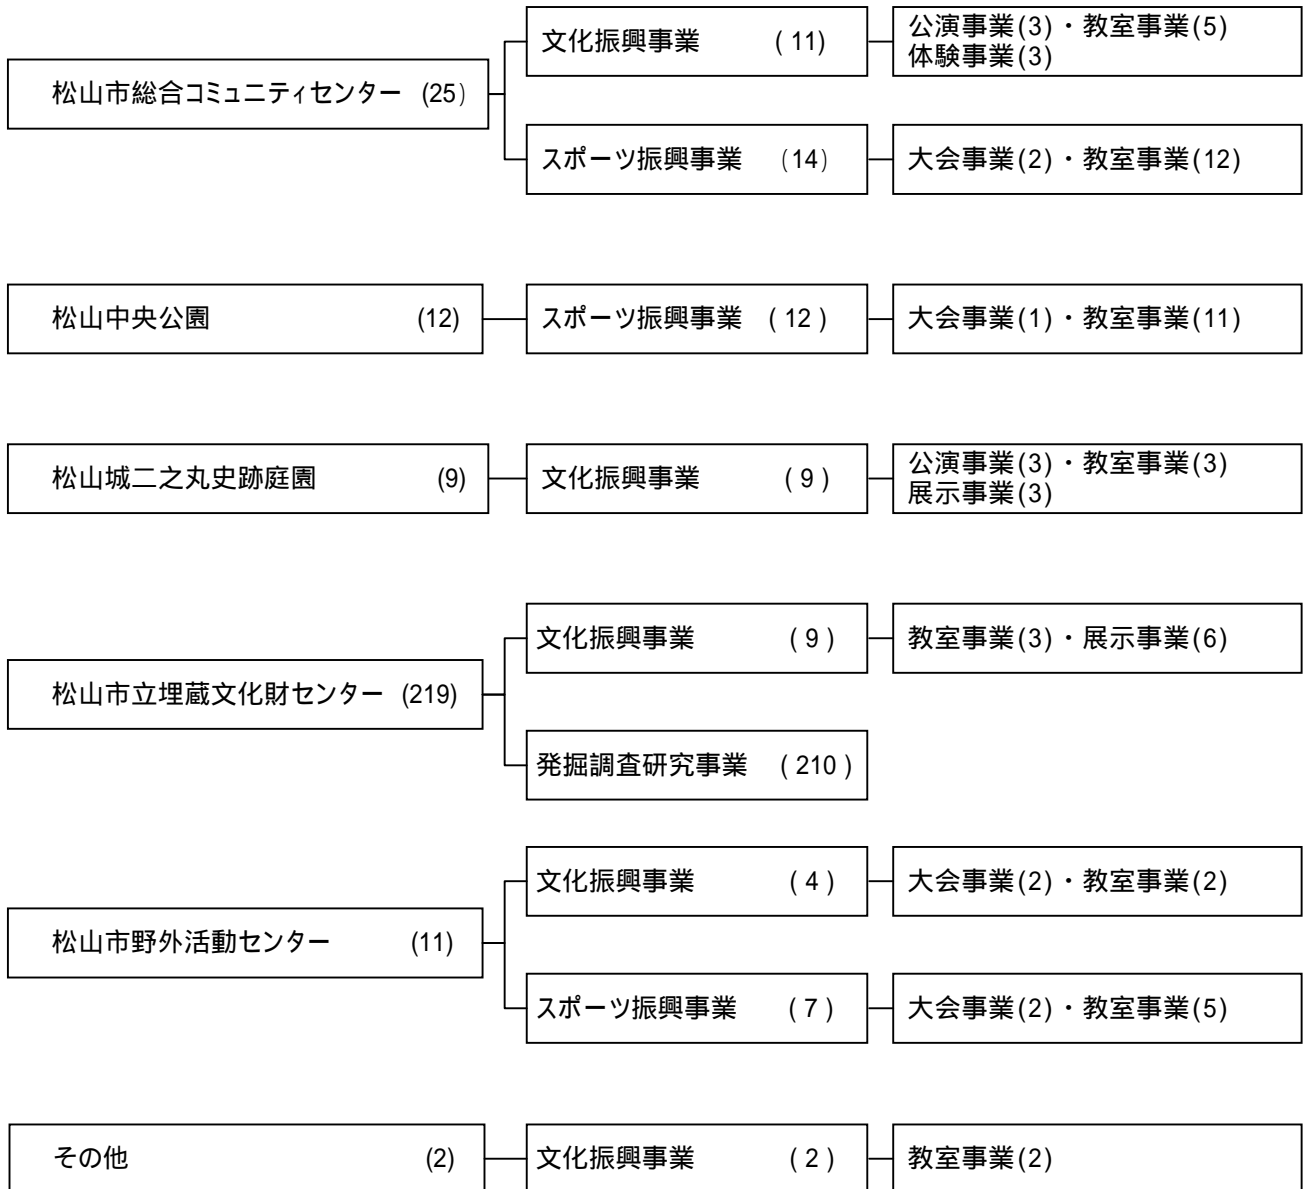 松山市総合コミュニティセンター (25)
文化振興事業 (11)
公演事業(3)・教室事業(5)
体験事業(3)
スポーツ振興事業 (14)
大会事業(2)・教室事業(12)
松山中央公園 (12)
スポーツ振興事業 (12)
大会事業(1)・教室事業(11)
松山城二之丸史跡庭園 (9)
文化振興事業 (9)
公演事業(3)・教室事業(3)
展示事業(3)
松山市立埋蔵文化財センター (219)
文化振興事業 (9)
教室事業(3)・展示事業(6)
発掘調査研究事業 (210)
松山市野外活動センター (11)
文化振興事業 (4)
大会事業(2)・教室事業(2)
スポーツ振興事業 (7)
大会事業(2)・教室事業(5)
その他 (2)
文化振興事業 (2)
教室事業(2)